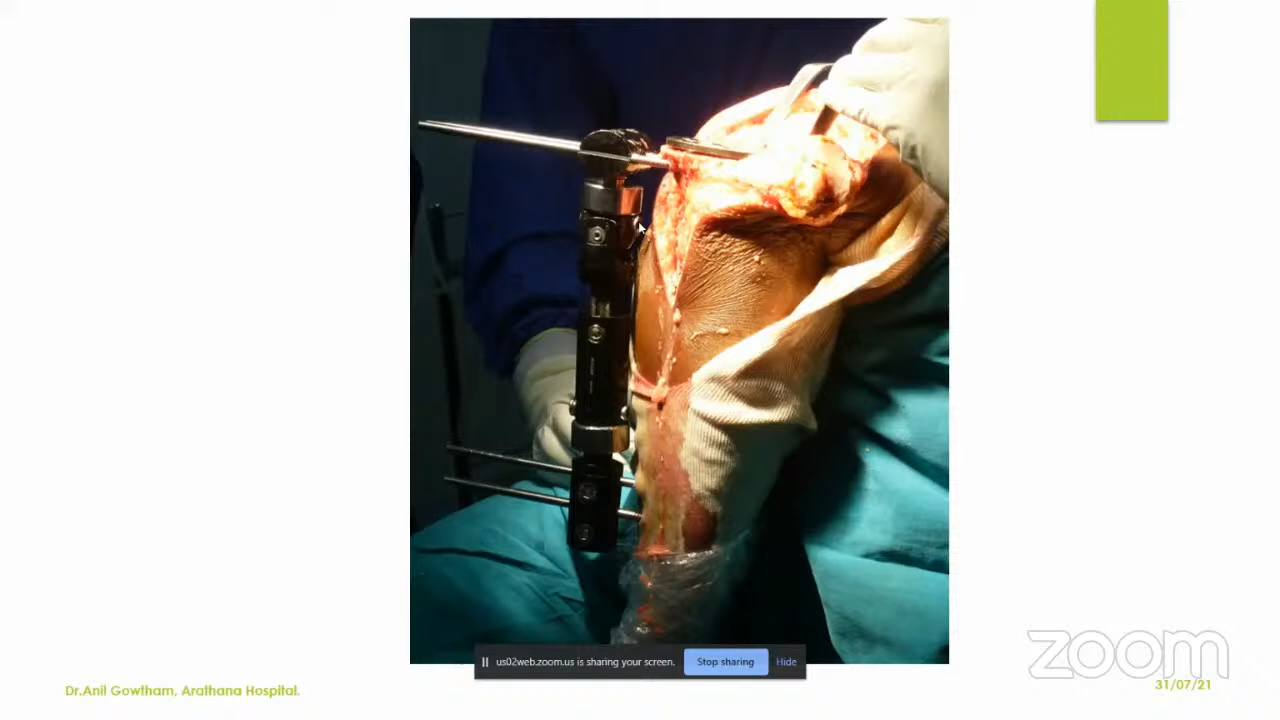 us02web.zoom.us is sharing your screen.
Stop sharing
Hide
zoom
Dr.Anil Gowtham, Arathana Hospital.
31/07/21